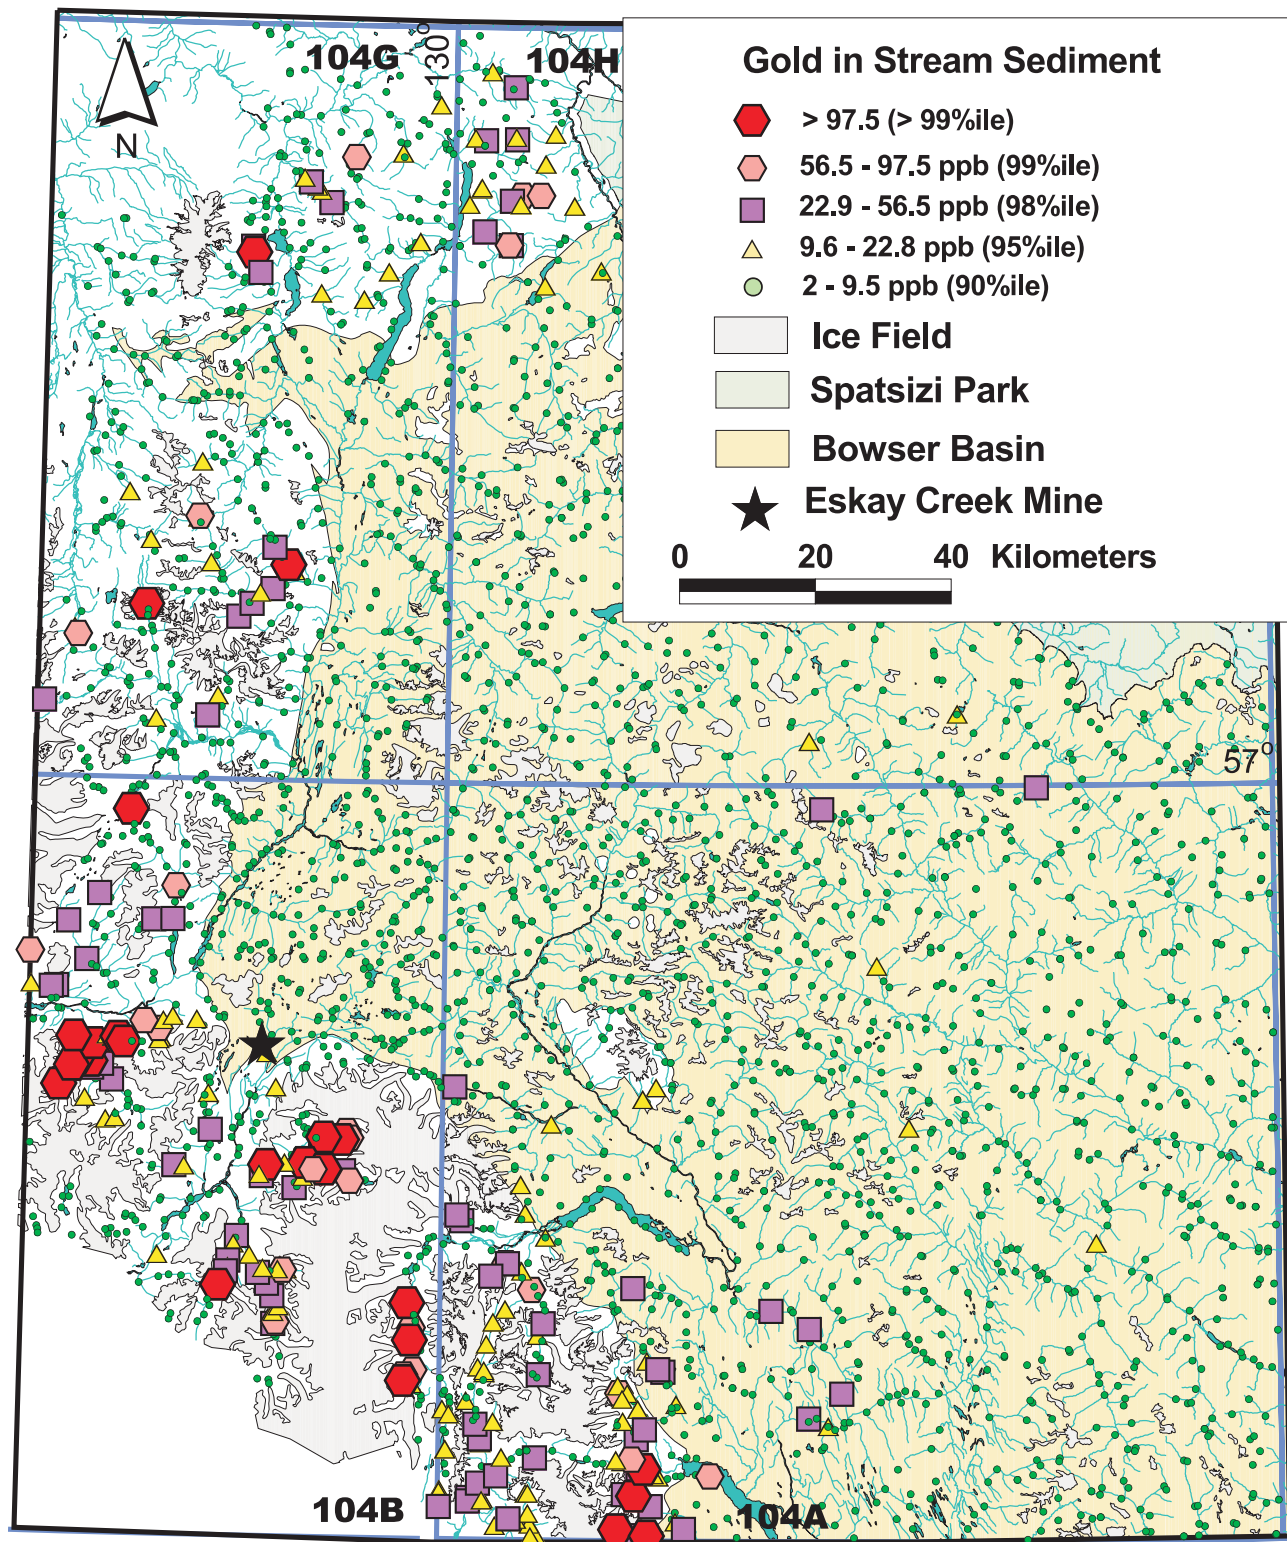 104G
130°
104H
N
Gold in Stream Sediment
> 97.5 (> 99%ile)
56.5 - 97.5 ppb (99%ile)
22.9 - 56.5 ppb (98%ile)
9.6 - 22.8 ppb (95%ile)
2 - 9.5 ppb (90%ile)
Ice Field
Spatsizi Park
Bowser Basin
Eskay Creek Mine
0 20 40 Kilometers
57°
104B
104A